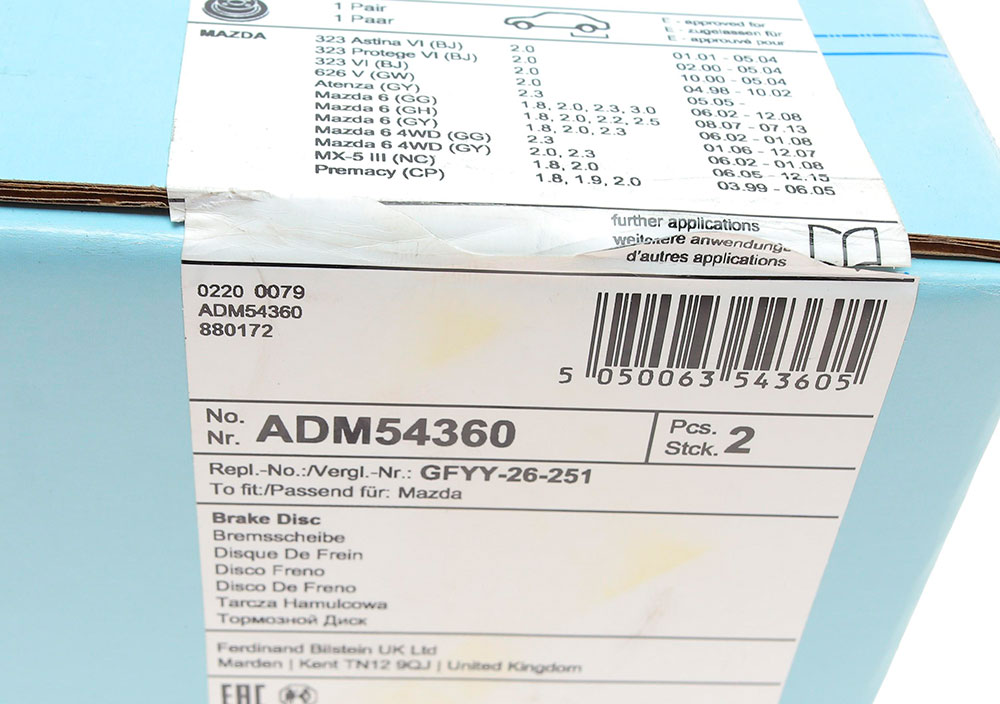 1 Pair
1 Paar
E - approved for
E - zugelassen für
E - approuvé pour
MAZDA
323 Astina VI (BJ) 2.0 01.01 - 05.04
323 Protege VI (BJ) 2.0 02.00 - 05.04
323 VI (BJ) 2.0 10.00 - 05.04
626 V (GW) 2.0 04.98 - 10.02
Atenza (GY) 2.3 05.05 -
Mazda 6 (GG) 1.8, 2.0, 2.3, 3.0 06.02 - 12.08
Mazda 6 (GH) 1.8, 2.0, 2.2, 2.5 08.07 - 07.13
Mazda 6 (GY) 1.8, 2.0, 2.3 06.02 - 01.08
Mazda 6 4WD (GG) 2.3 01.06 - 12.07
Mazda 6 4WD (GY) 2.0, 2.3 06.02 - 01.08
MX-5 III (NC) 1.8, 2.0 06.05 - 12.15
Premacy (CP) 1.8, 1.9, 2.0 03.99 - 06.05
further applications
anwendung
d'autres applications
0220 0079
ADM54360
880172
5 050063 543605
No.
Nr. ADM54360
Pcs.
Stck. 2
Repl.-No.:/Vergl.-Nr.: GFYY-26-251
To fit:/Passend für: Mazda
Brake Disc
Bremsscheibe
Disque De Frein
Disco Freno
Disco De Freno
Tarcza Hamulcowa
Тормозной Диск
Ferdinand Bilstein UK Ltd
Marden | Kent TN12 9QJ | United Kingdom
EAC